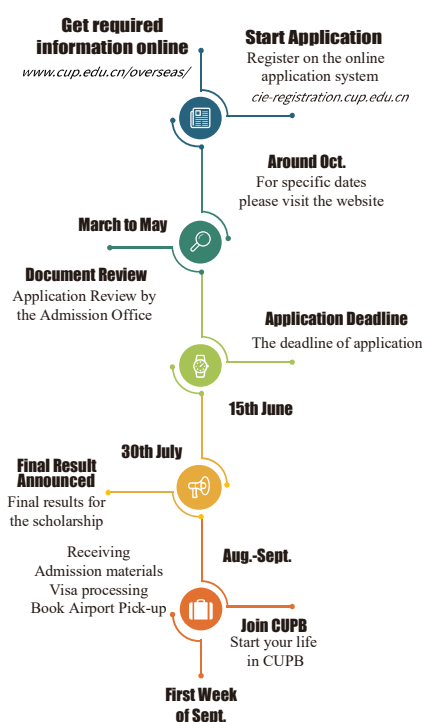 Get required
information online
www.cup.edu.cn/overseas/
Start Application
Register on the online
application system
cie-registration.cup.edu.cn
Around Oct.
For specific dates
please visit the website
March to May
Document Review
Application Review by
the Admission Office
Application Deadline
The deadline of application
15th June
30th July
Final Result
Announced
Final results for
the scholarship
Aug.-Sept.
Receiving
Admission materials
Visa processing
Book Airport Pick-up
Join CUPB
Start your life
in CUPB
First Week
of Sept.